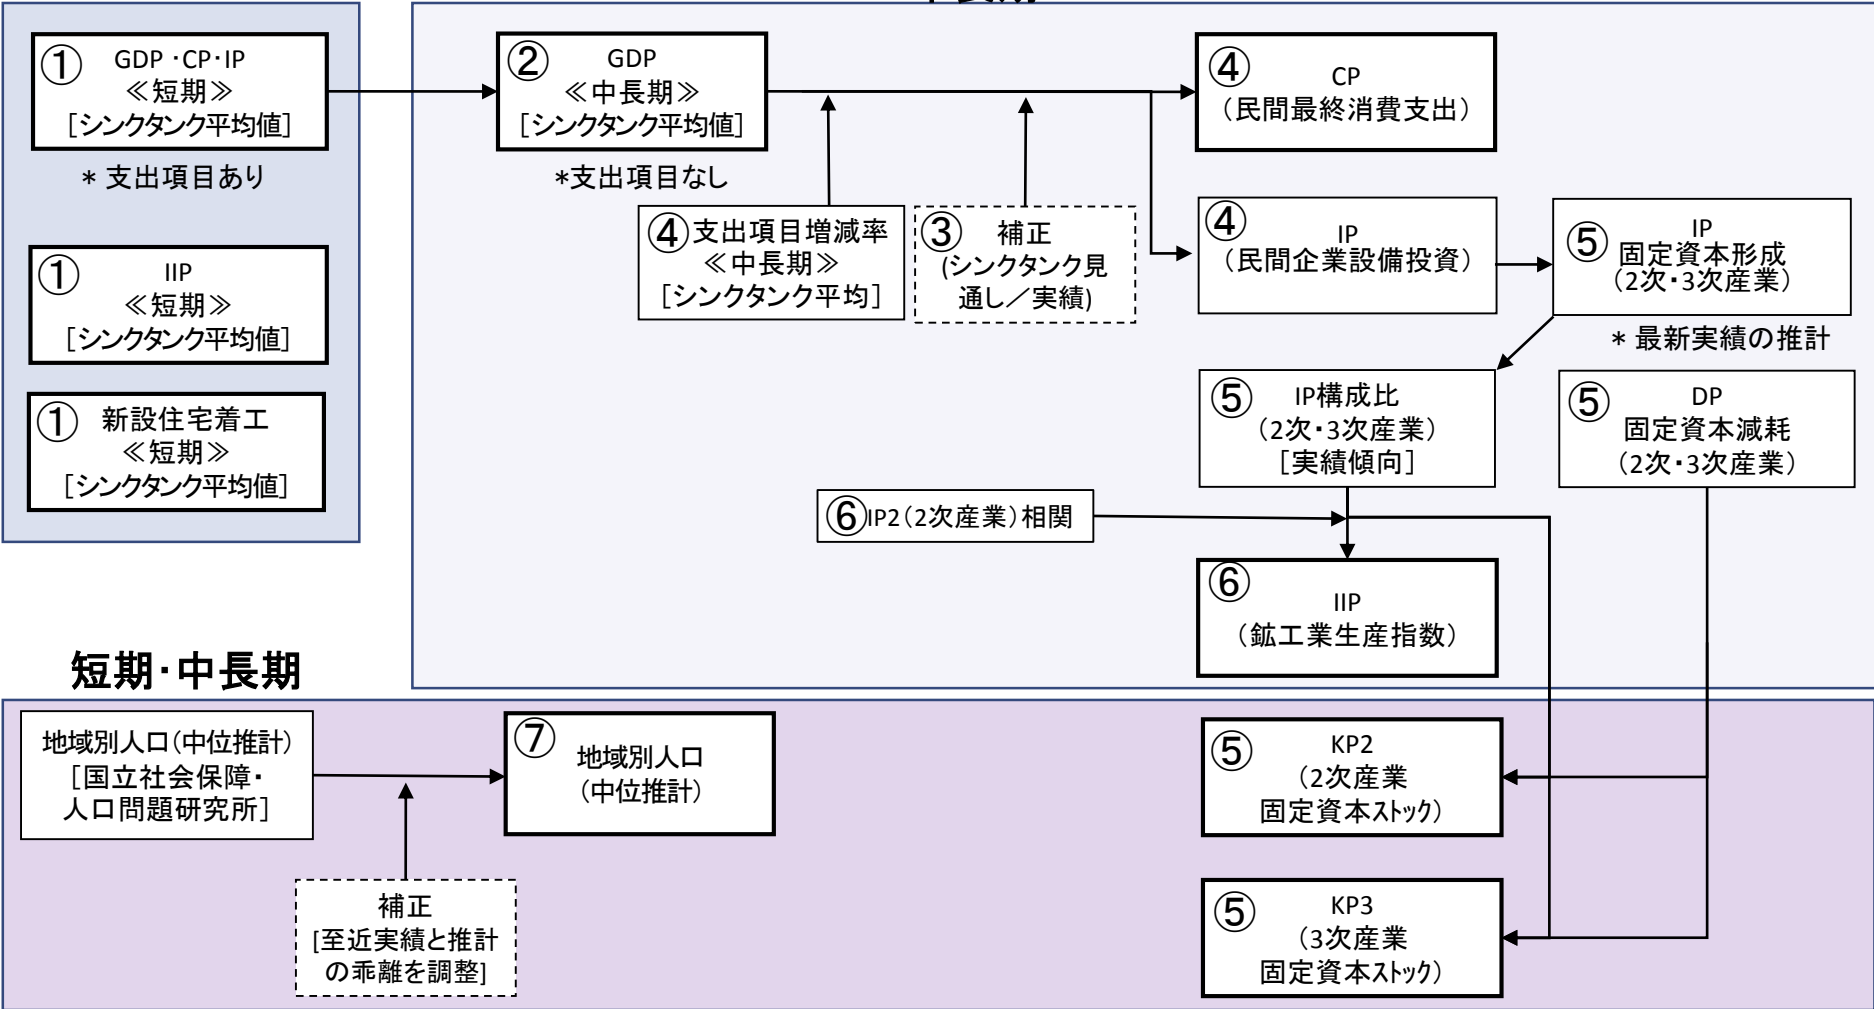 ①
GDP・CP・IP
≪短期≫
[シンクタンク平均値]
* 支出項目あり
①
IIP
≪短期≫
[シンクタンク平均値]
①
新設住宅着工
≪短期≫
[シンクタンク平均値]
②
GDP
≪中長期≫
[シンクタンク平均値]
*支出項目なし
④
支出項目増減率
≪中長期≫
[シンクタンク平均]
③
補正
(シンクタンク見
通し／実績)
④
CP
（民間最終消費支出）
④
IP
（民間企業設備投資）
⑤
IP
固定資本形成
（2次・3次産業）
* 最新実績の推計
⑤
IP構成比
（2次・3次産業）
[実績傾向]
⑤
DP
固定資本減耗
（2次・3次産業）
⑥IP2（2次産業）相関
⑥
IIP
（鉱工業生産指数）
短期・中長期
地域別人口（中位推計）
[国立社会保障・
人口問題研究所]
⑦
地域別人口
（中位推計）
補正
[至近実績と推計
の乖離を調整]
⑤
KP2
（2次産業
固定資本ｽﾄｯｸ）
⑤
KP3
（3次産業
固定資本ｽﾄｯｸ）